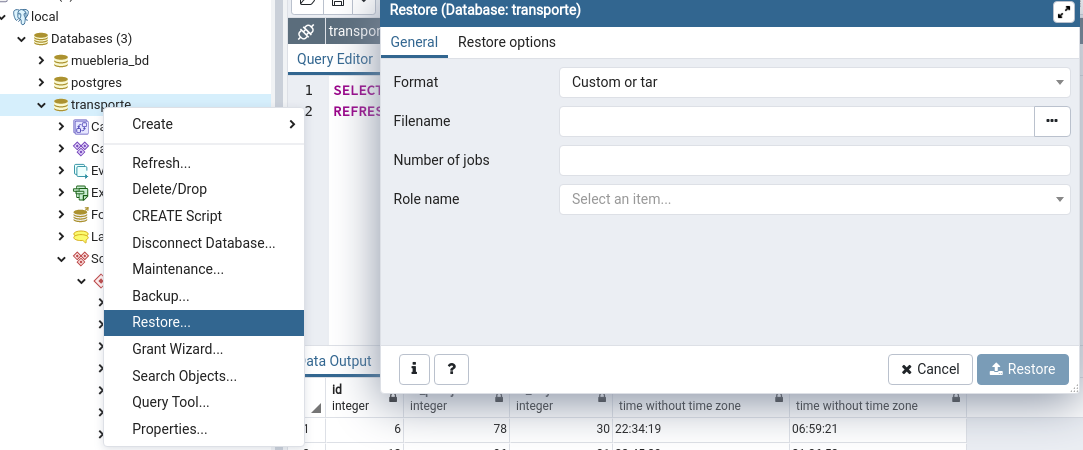 local
Databases (3)
muebleria_bd
postgres
transporte
Create
Refresh...
Delete/Drop
CREATE Script
Disconnect Database...
Maintenance...
Backup...
Restore...
Grant Wizard...
Search Objects...
Query Tool...
Properties...
Ca
Ca
Ev
Ex
Fo
La
Sc
transpor
Query Editor
1 SELECT
2 REFRES
Restore (Database: transporte)
General Restore options
Format Custom or tar
Filename
Number of jobs
Role name Select an item...
i ? Cancel Restore
ata Output
id
integer integer integer time without time zone time without time zone
1 6 78 30 22:34:19 06:59:21